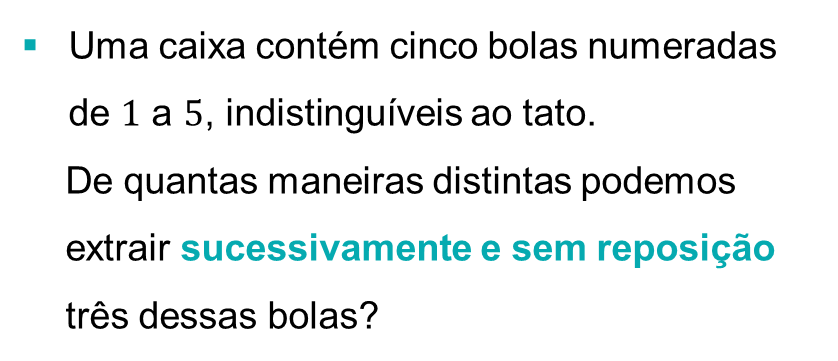 ▪ Uma caixa contém cinco bolas numeradas
de 1 a 5, indistinguíveis ao tato.
De quantas maneiras distintas podemos
extrair sucessivamente e sem reposição
três dessas bolas?